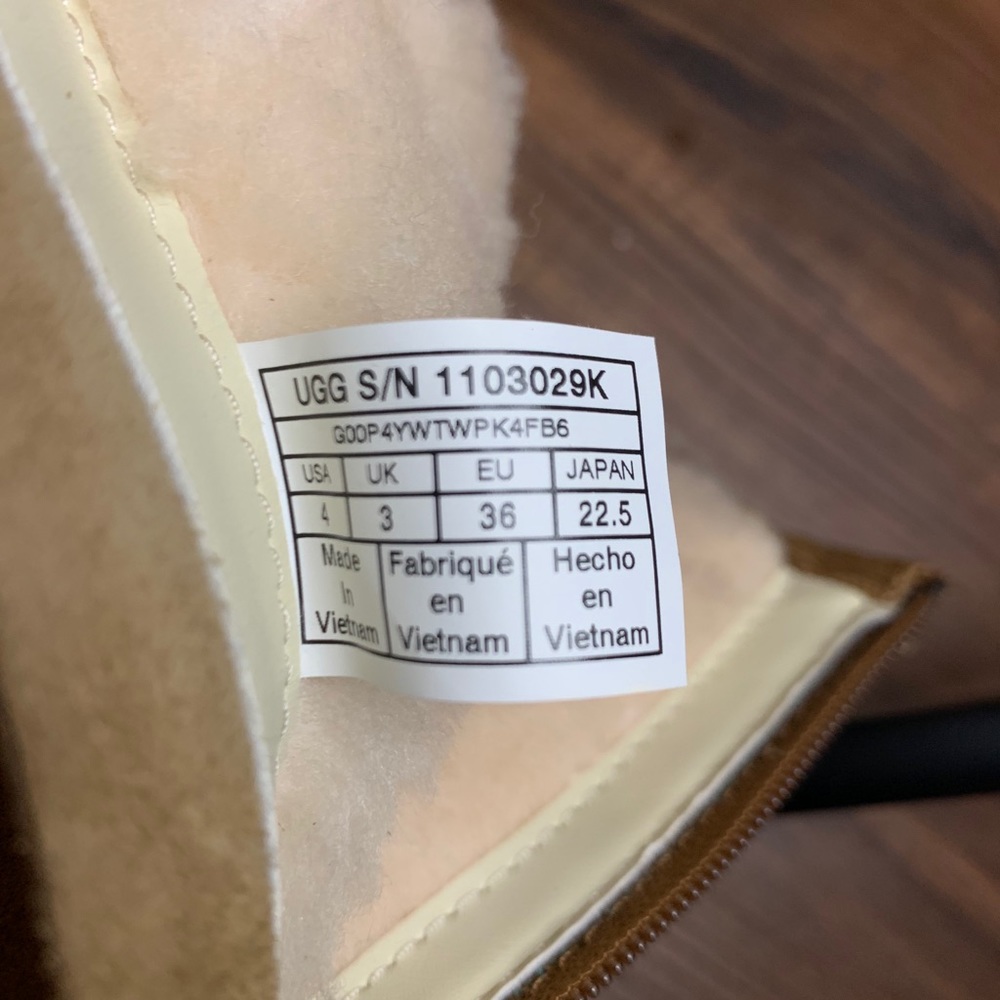 UGG S/N 1103029K
G00P4YWTWPK4FB6
USA UK EU JAPAN
4 3 36 22.5
Made Fabriqué Hecho
In en en
Vietnam Vietnam Vietnam